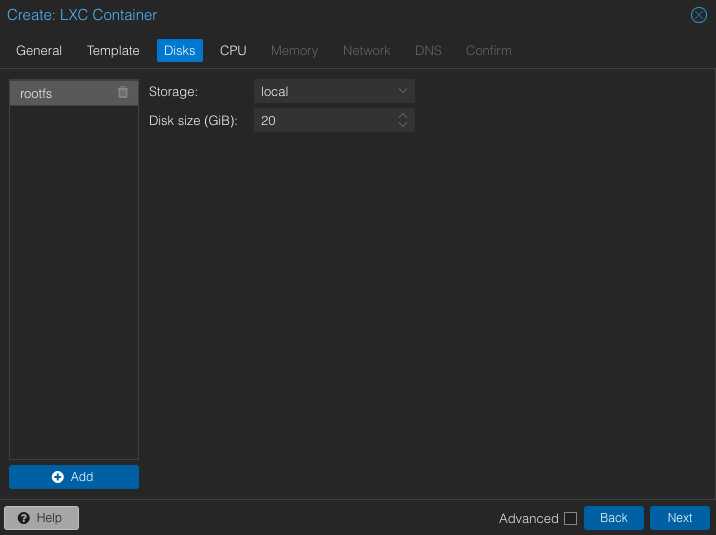 Create: LXC Container
General Template Disks CPU Memory Network DNS Confirm
rootfs
Storage: local
Disk size (GiB): 20
Add
Help Advanced Back Next